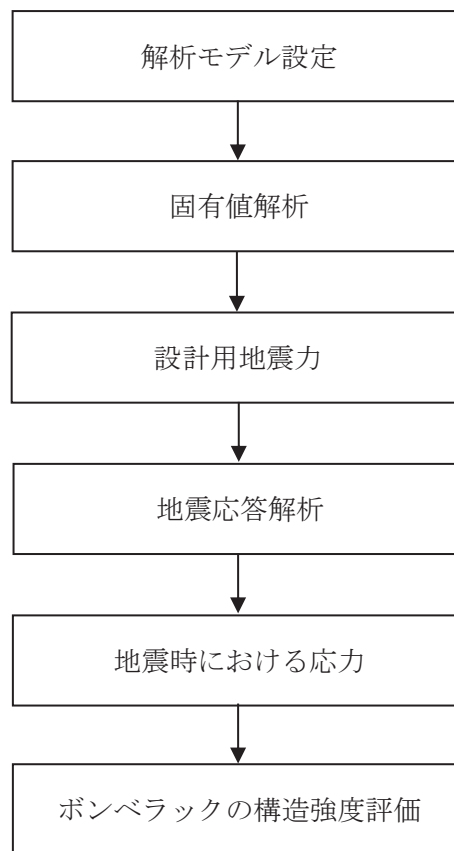 解析モデル設定
固有値解析
設計用地震力
地震応答解析
地震時における応力
ボンベラックの構造強度評価